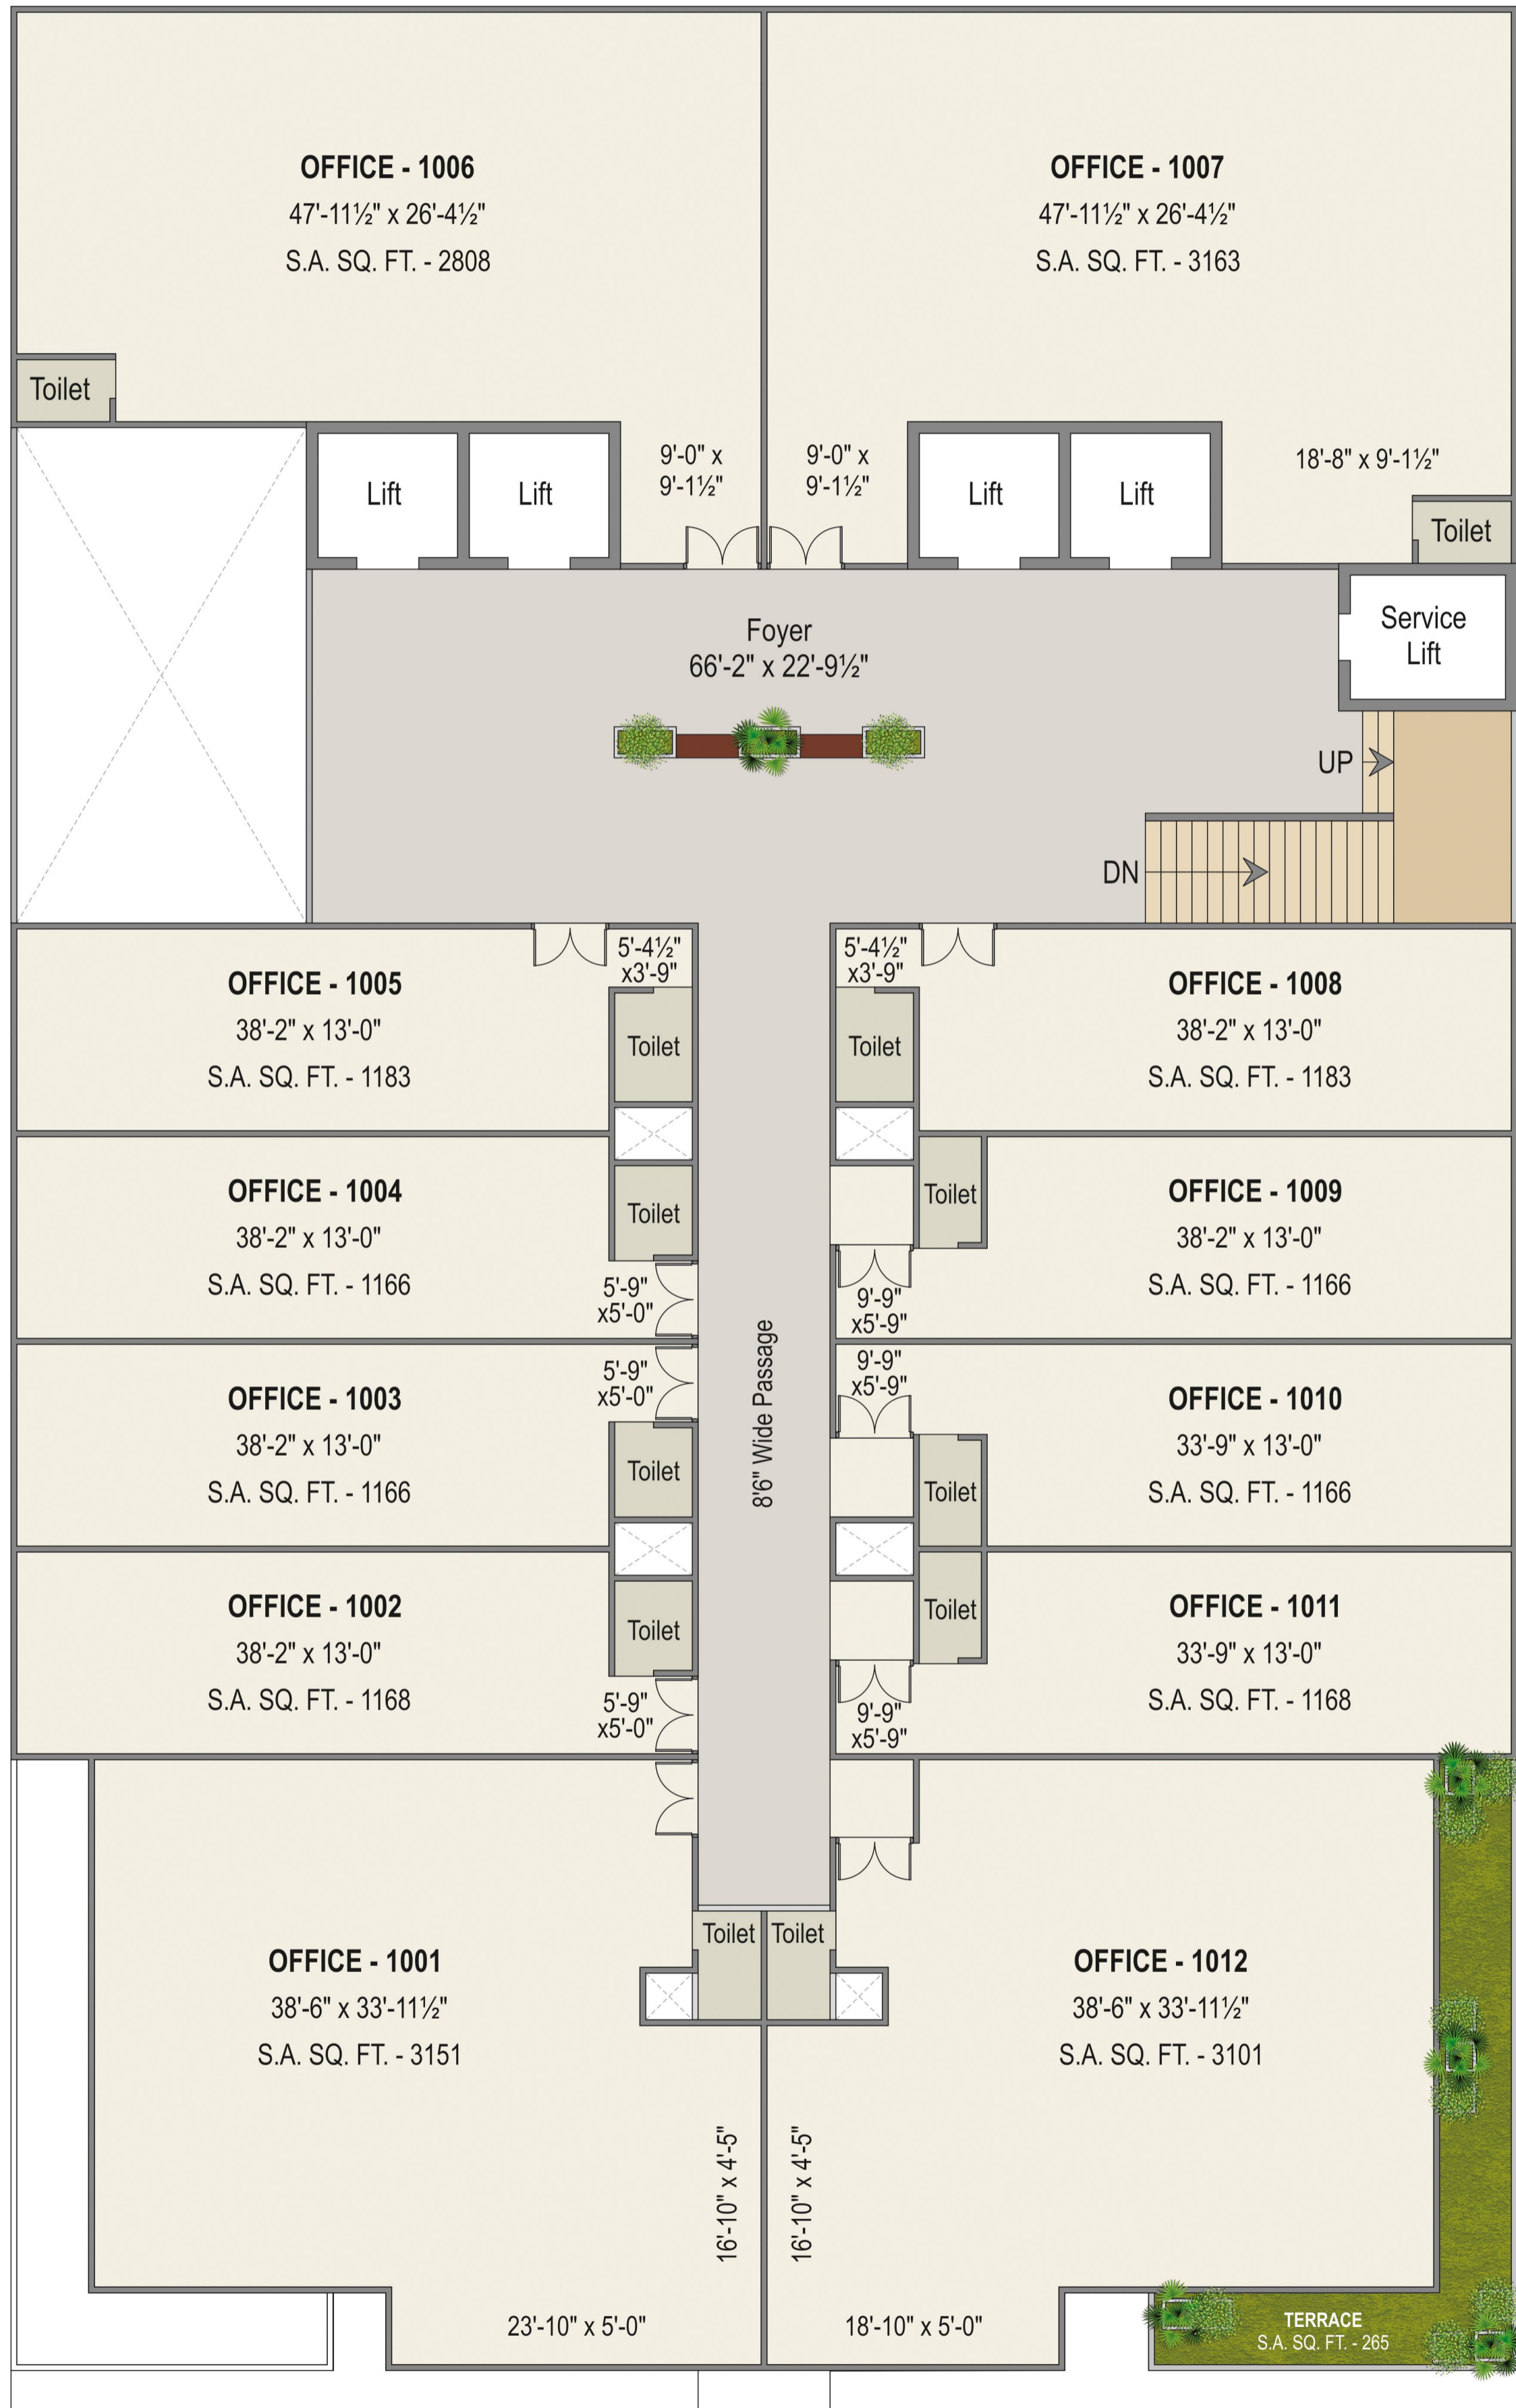 OFFICE - 1006
47'-11½" x 26'-4½"
S.A. SQ. FT. - 2808
OFFICE - 1007
47'-11½" x 26'-4½"
S.A. SQ. FT. - 3163
Toilet
Lift
Lift
9'-0" x
9'-1½"
9'-0" x
9'-1½"
Lift
Lift
18'-8" x 9'-1½"
Toilet
Service
Lift
Foyer
66'-2" x 22'-9½"
UP
DN
OFFICE - 1005
38'-2" x 13'-0"
S.A. SQ. FT. - 1183
5'-4½"
x3'-9"
Toilet
5'-4½"
x3'-9"
Toilet
OFFICE - 1008
38'-2" x 13'-0"
S.A. SQ. FT. - 1183
OFFICE - 1004
38'-2" x 13'-0"
S.A. SQ. FT. - 1166
Toilet
5'-9"
x5'-0"
Toilet
9'-9"
x5'-9"
OFFICE - 1009
38'-2" x 13'-0"
S.A. SQ. FT. - 1166
8'6" Wide Passage
OFFICE - 1003
38'-2" x 13'-0"
S.A. SQ. FT. - 1166
5'-9"
x5'-0"
Toilet
9'-9"
x5'-9"
Toilet
OFFICE - 1010
33'-9" x 13'-0"
S.A. SQ. FT. - 1166
OFFICE - 1002
38'-2" x 13'-0"
S.A. SQ. FT. - 1168
Toilet
5'-9"
x5'-0"
Toilet
9'-9"
x5'-9"
OFFICE - 1011
33'-9" x 13'-0"
S.A. SQ. FT. - 1168
Toilet
Toilet
OFFICE - 1001
38'-6" x 33'-11½"
S.A. SQ. FT. - 3151
OFFICE - 1012
38'-6" x 33'-11½"
S.A. SQ. FT. - 3101
16'-10" x 4'-5"
16'-10" x 4'-5"
23'-10" x 5'-0"
18'-10" x 5'-0"
TERRACE
S.A. SQ. FT. - 265